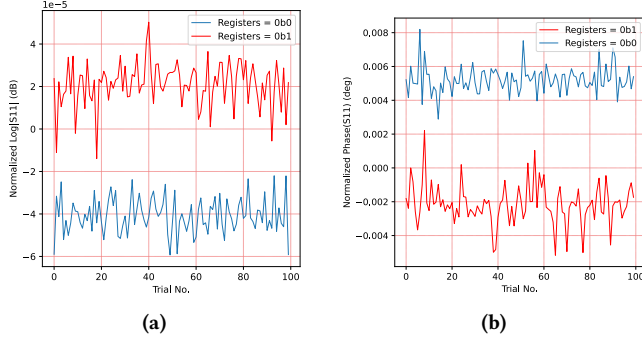 1e−5
Registers = 0b0
Registers = 0b1
4
2
0
−2
−4
−6
Normalized Log|S11| (dB)
0 20 40 60 80 100
Trial No.
(a)
Registers = 0b1
Registers = 0b0
0,008
0,006
0,004
0,002
0,000
−0,002
−0,004
Normalized Phase(S11) (deg)
0 20 40 60 80 100
Trial No.
(b)